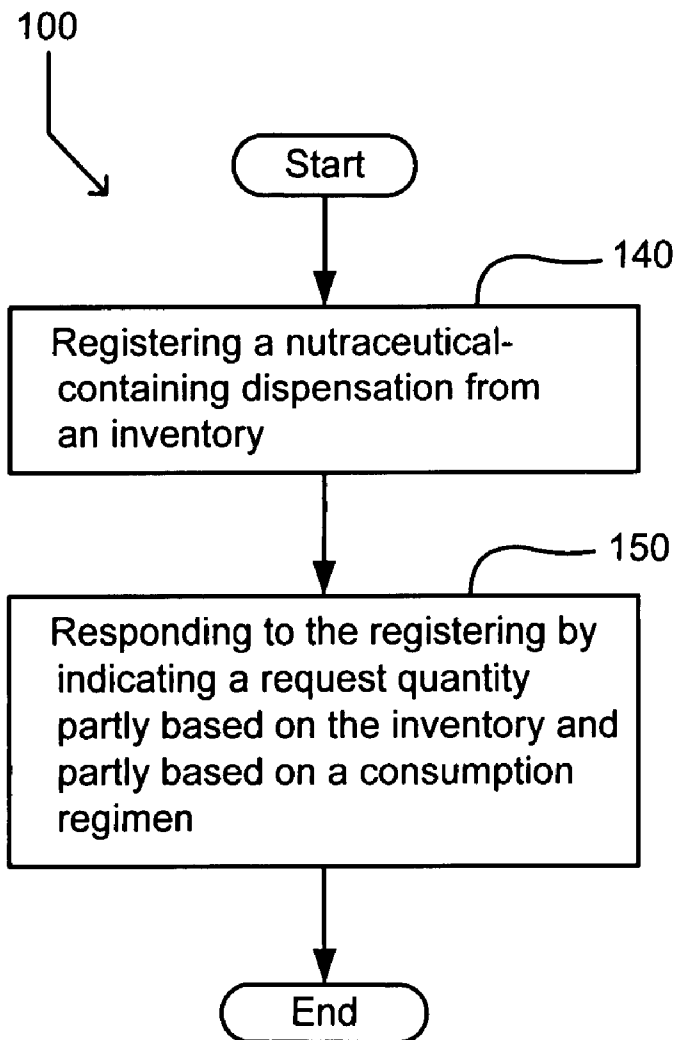 100
Start
140
Registering a nutraceutical-
containing dispensation from
an inventory
150
Responding to the registering by
indicating a request quantity
partly based on the inventory and
partly based on a consumption
regimen
End